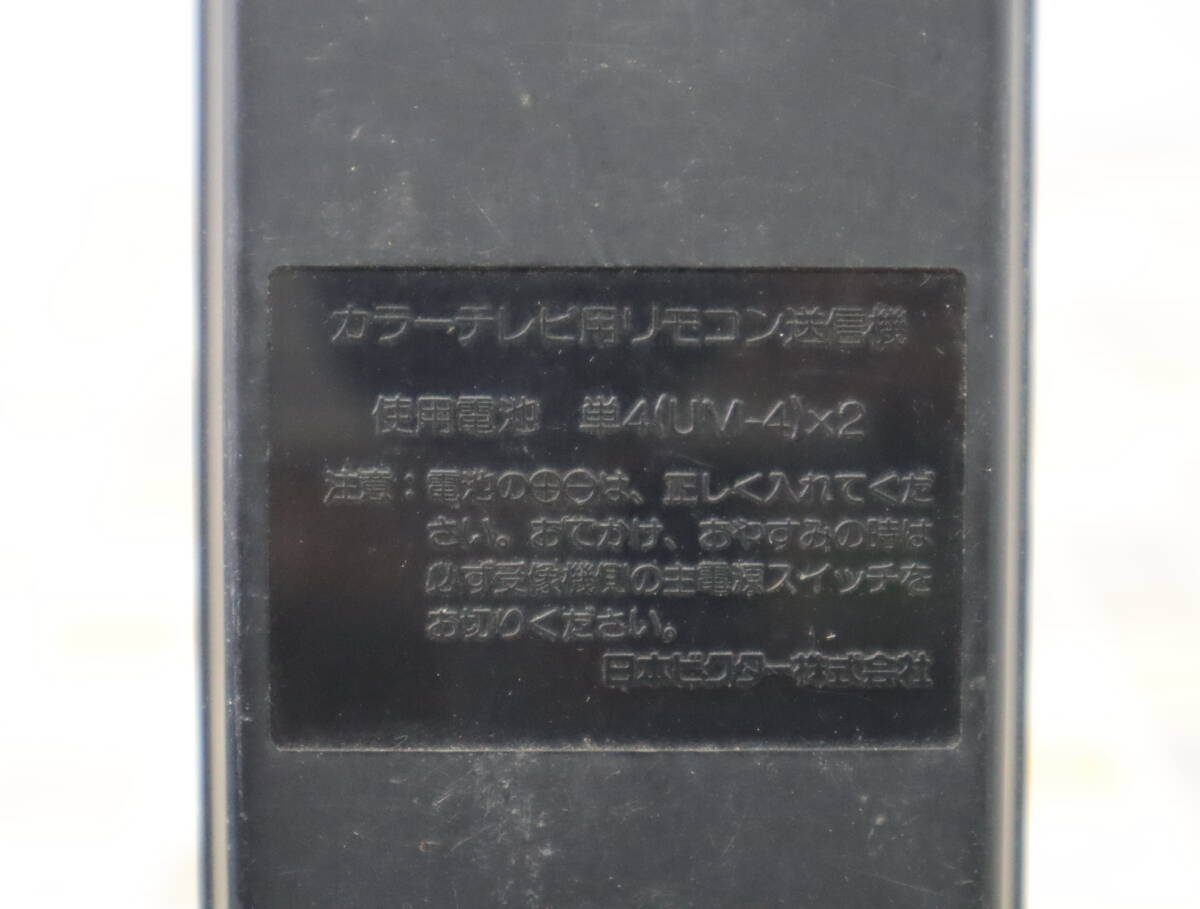 カラーテレビ用リモコン送信機
使用電池 単4(UM-4)×2
注意:電池の⊕⊖は、正しく入れてくだ
さい。おでかけ、おやすみの時は
必ず受像機側の主電源スイッチを
お切りください。
日本ビクター株式会社